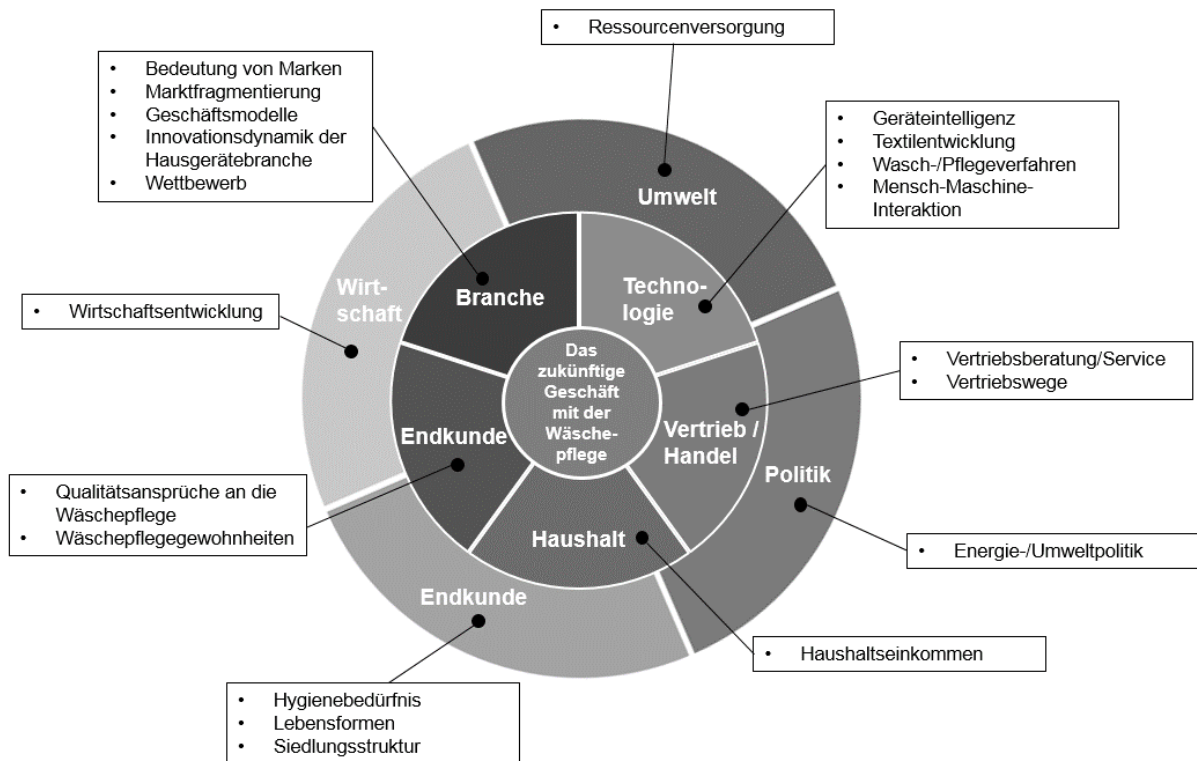 • Ressourcenversorgung
• Bedeutung von Marken
• Marktfragmentierung
• Geschäftsmodelle
• Innovationsdynamik der
Hausgerätebranche
• Wettbewerb
• Geräteintelligenz
• Textilentwicklung
• Wasch-/Pflegeverfahren
• Mensch-Maschine-
Interaktion
Umwelt
Wirt-
schaft
Branche
Techno-
logie
• Wirtschaftsentwicklung
Das
zukünftige
Geschäft
mit der
Wäsche-
pflege
• Vertriebsberatung/Service
• Vertriebswege
Endkunde
Vertrieb /
Handel
Politik
• Qualitätsansprüche an die
Wäschepflege
• Wäschepflegegewohnheiten
Haushalt
• Energie-/Umweltpolitik
Endkunde
• Haushaltseinkommen
• Hygienebedürfnis
• Lebensformen
• Siedlungsstruktur